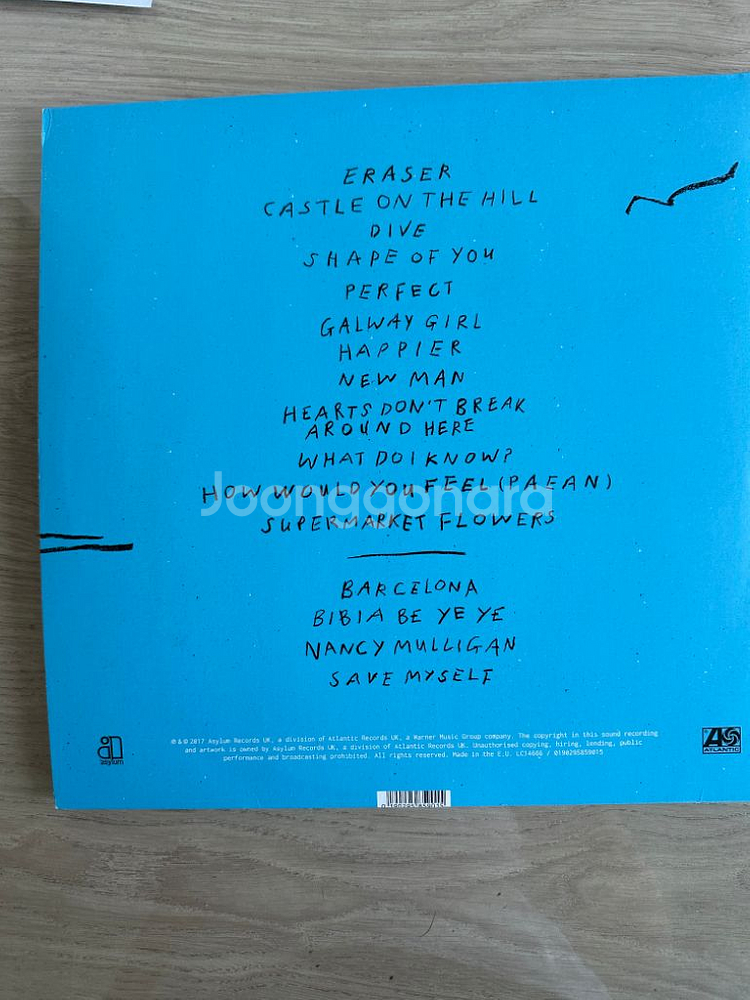 ERASER
CASTLE ON THE HILL
DIVE
SHAPE OF YOU
PERFECT
GALWAY GIRL
HAPPIER
NEW MAN
HEARTS DON'T BREAK
AROUND HERE
WHAT DO I KNOW?
HOW WOULD YOU FEEL (PAEAN)
Joongonara
SUPERMARKET FLOWERS
BARCELONA
BIBIA BE YE YE
NANCY MULLIGAN
SAVE MYSELF
asylum
℗ & © 2017 Asylum Records UK, a division of Atlantic Records UK, a Warner Music Group company. The copyright in this sound recording
and artwork is owned by Asylum Records UK, a division of Atlantic Records UK. Unauthorised copying, hiring, lending, public
performance and broadcasting prohibited. All rights reserved. Made in the E.U. LC14666 / 0190295859015
ATLANTIC